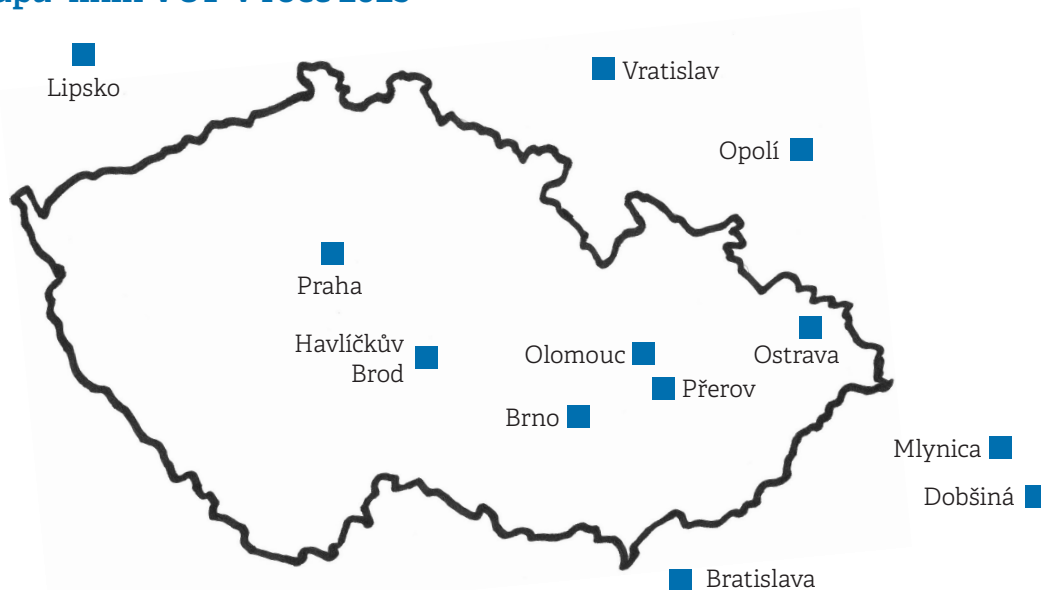 Lipsko
Vratislav
Opolí
Praha
Havlíčkův
Brod
Olomouc
Ostrava
Přerov
Brno
Mlynica
Dobšiná
Bratislava